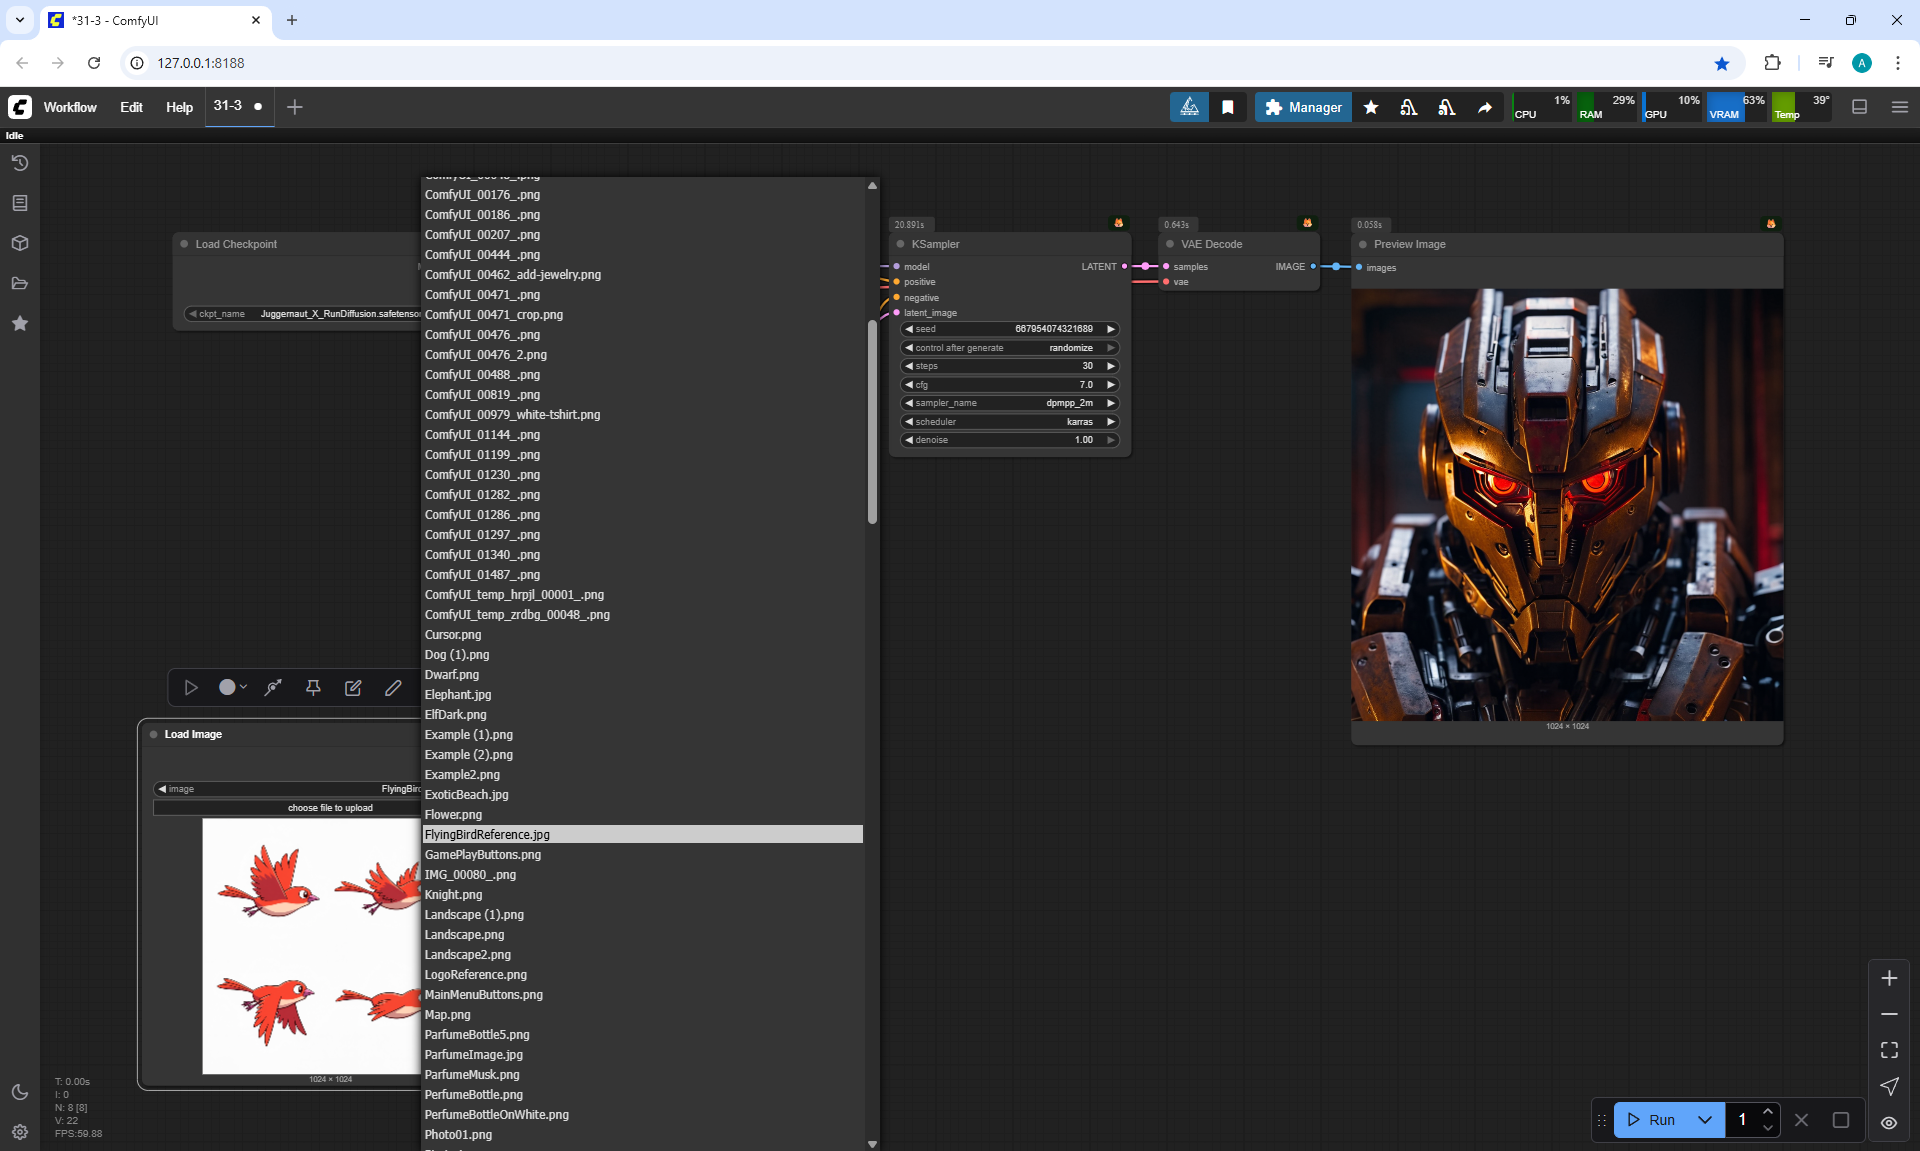 *31-3 - ComfyUI
127.0.0.1:8188
A
Workflow Edit Help 31-3
Manager
CPU 1%
RAM 29%
GPU 10%
VRAM 63%
Temp 39°
Idle
ComfyUI_00176_.png
ComfyUI_00186_.png
ComfyUI_00207_.png
ComfyUI_00444_.png
ComfyUI_00462_add-jewelry.png
ComfyUI_00471_.png
ComfyUI_00471_crop.png
ComfyUI_00476_.png
ComfyUI_00476_2.png
ComfyUI_00488_.png
ComfyUI_00819_.png
ComfyUI_00979_white-tshirt.png
ComfyUI_01144_.png
ComfyUI_01199_.png
ComfyUI_01230_.png
ComfyUI_01282_.png
ComfyUI_01286_.png
ComfyUI_01297_.png
ComfyUI_01340_.png
ComfyUI_01487_.png
ComfyUI_temp_hrpjl_00001_.png
ComfyUI_temp_zrdbg_00048_.png
Cursor.png
Dog (1).png
Dwarf.png
Elephant.jpg
ElfDark.png
Example (1).png
Example (2).png
Example2.png
ExoticBeach.jpg
Flower.png
FlyingBirdReference.jpg
GamePlayButtons.png
IMG_00080_.png
Knight.png
Landscape (1).png
Landscape.png
Landscape2.png
LogoReference.png
MainMenuButtons.png
Map.png
ParfumeBottle5.png
ParfumeImage.jpg
ParfumeMusk.png
PerfumeBottle.png
PerfumeBottleOnWhite.png
Photo01.png
Load Checkpoint
ckpt_name Juggernaut_X_RunDiffusion.safetensor
Load Image
image FlyingBird
choose file to upload
1024 × 1024
T: 0.00s
I: 0
N: 8 [8]
V: 22
FPS:59.88
20.891s
KSampler
model LATENT
positive
negative
latent_image
seed 667954074321689
control after generate randomize
steps 30
cfg 7.0
sampler_name dpmpp_2m
scheduler karras
denoise 1.00
0.643s
VAE Decode
samples IMAGE
vae
0.058s
Preview Image
images
1024 × 1024
Run 1